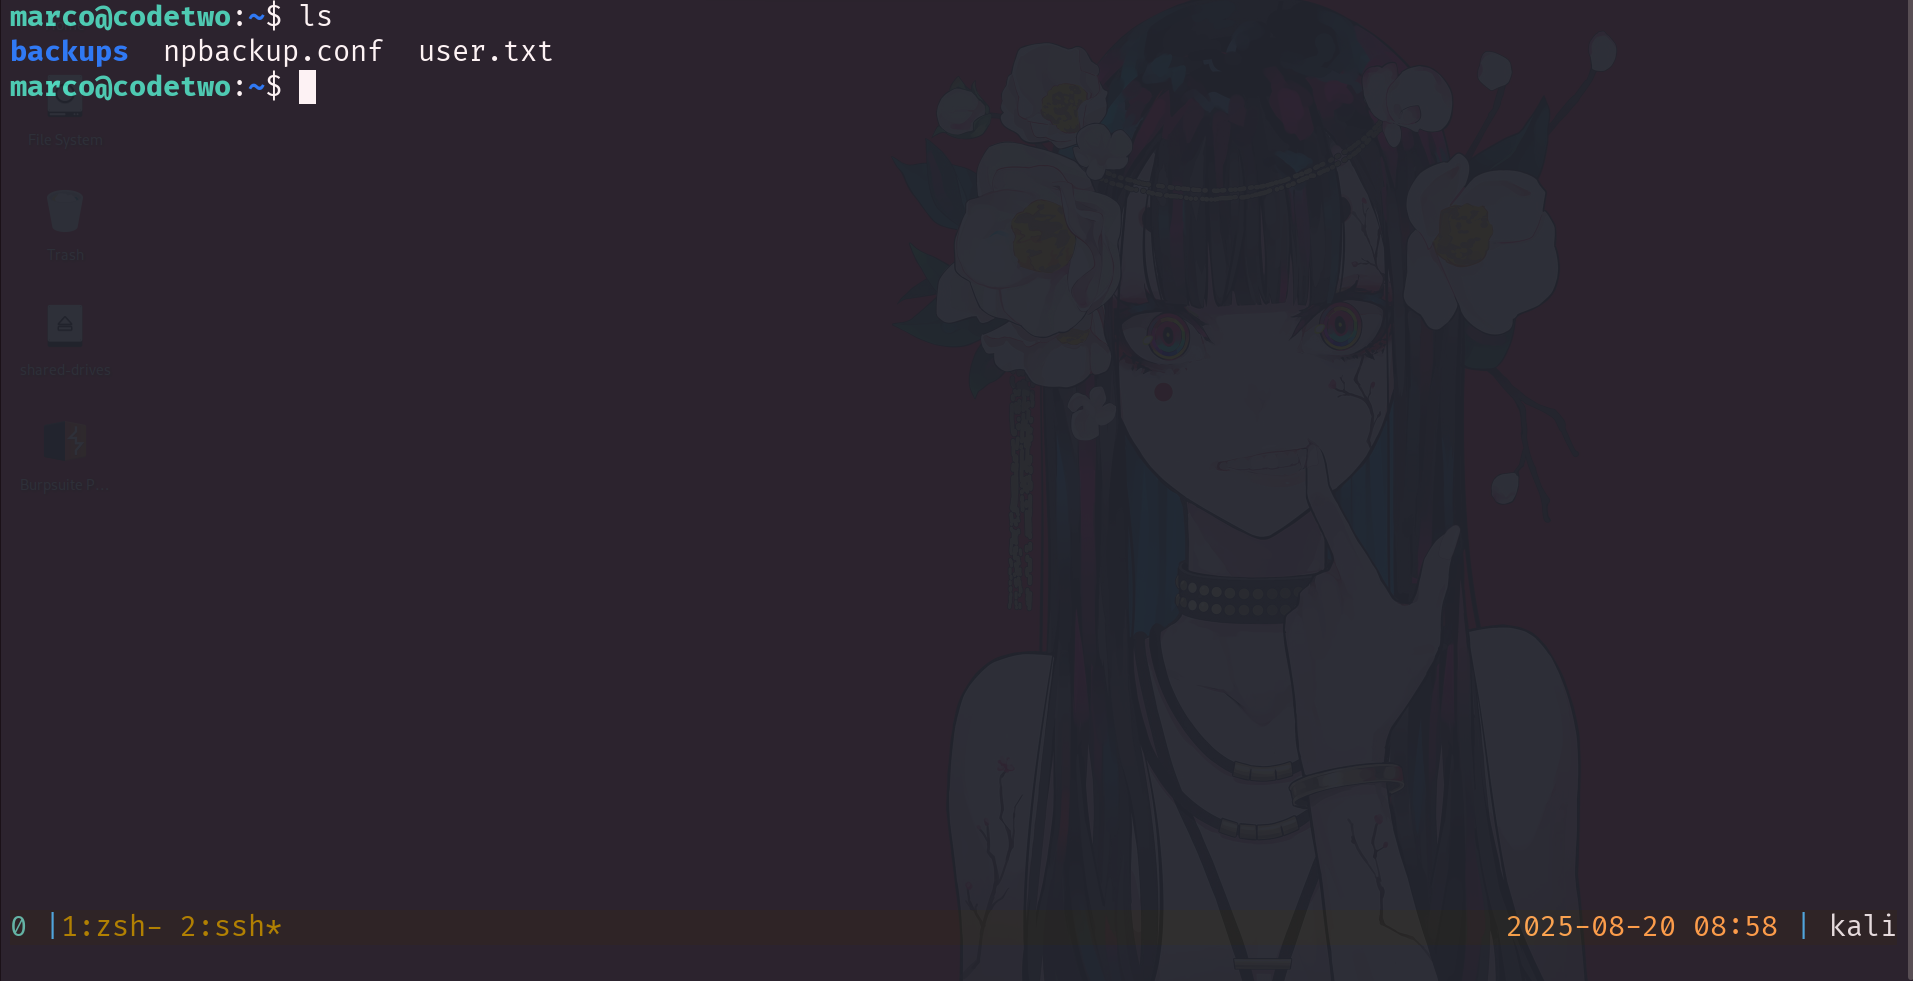 marco@codetwo:~$ ls
backups  npbackup.conf  user.txt
marco@codetwo:~$
File System
Trash
shared-drives
Burpsuite P...
0 |1:zsh- 2:ssh*
2025-08-20 08:58 | kali